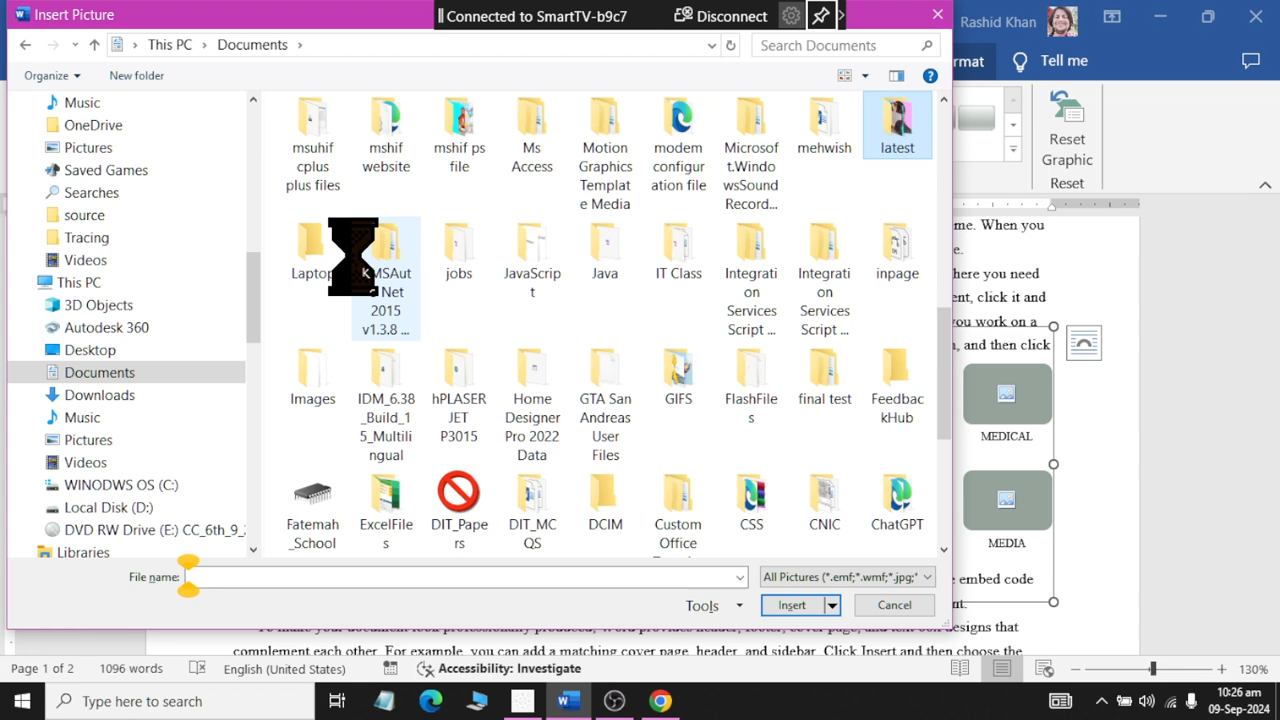 Insert Picture
Connected to SmartTV-b9c7
Disconnect
Rashid Khan
This PC
Documents
Search Documents
rmat
Tell me
Organize
New folder
Music
OneDrive
Pictures
Saved Games
Searches
source
Tracing
Videos
This PC
3D Objects
Autodesk 360
Desktop
Documents
Downloads
Music
Pictures
Videos
WINODWS OS (C:)
Local Disk (D:)
DVD RW Drive (E:) CC_6th_9_
Libraries
msuhif
cplus
plus files
mshif
website
mshif ps
file
Ms
Access
Motion
Graphics
Templat
e Media
modem
configur
ation file
Microsof
t.Windo
wsSound
Record...
mehwish
latest
Laptop
KMSAut
o Net
2015
v1.3.8 ...
jobs
JavaScrip
t
Java
IT Class
Integrati
on
Services
Script ...
Integrati
on
Services
Script ...
inpage
Images
IDM_6.38
_Build_1
5_Multili
ngual
hPLASER
JET
P3015
Home
Designer
Pro 2022
Data
GTA San
Andreas
User
Files
GIFS
FlashFile
s
final test
Feedbac
kHub
Fatemah
_School
ExcelFile
s
DIT_Pape
rs
DIT_MC
QS
DCIM
Custom
Office
CSS
CNIC
ChatGPT
File name:
All Pictures (*.emf;*.wmf;*.jpg;*
Tools
Insert
Cancel
Reset
Graphic
Reset
me. When you
e.
here you need
ent, click it and
you work on a
n, and then click
MEDICAL
MEDIA
e embed code
nt.
To make your document look professionally produced, word provides header, footer, cover page, and text box designs that
complement each other. For example, you can add a matching cover page, header, and sidebar. Click Insert and then choose the
Page 1 of 2
1096 words
English (United States)
Accessibility: Investigate
130%
Type here to search
10:26 am
09-Sep-2024